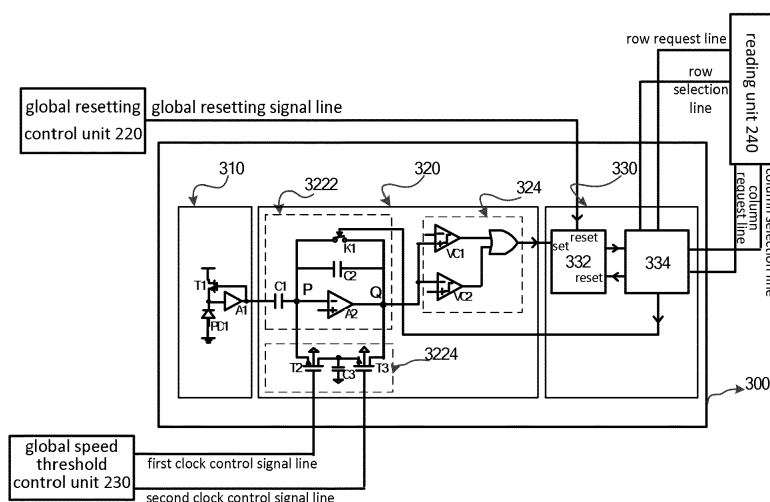 row request line
row
selection
line
reading unit 240
column
request line
column selection line
global resetting
control unit 220
global resetting signal line
310
3222
320
324
330
K1
C2
C1
P
Q
A2
T1
A1
PD1
VC1
VC2
set
reset
332
reset
334
T2
C3
T3
3224
300
global speed
threshold
control unit 230
first clock control signal line
second clock control signal line